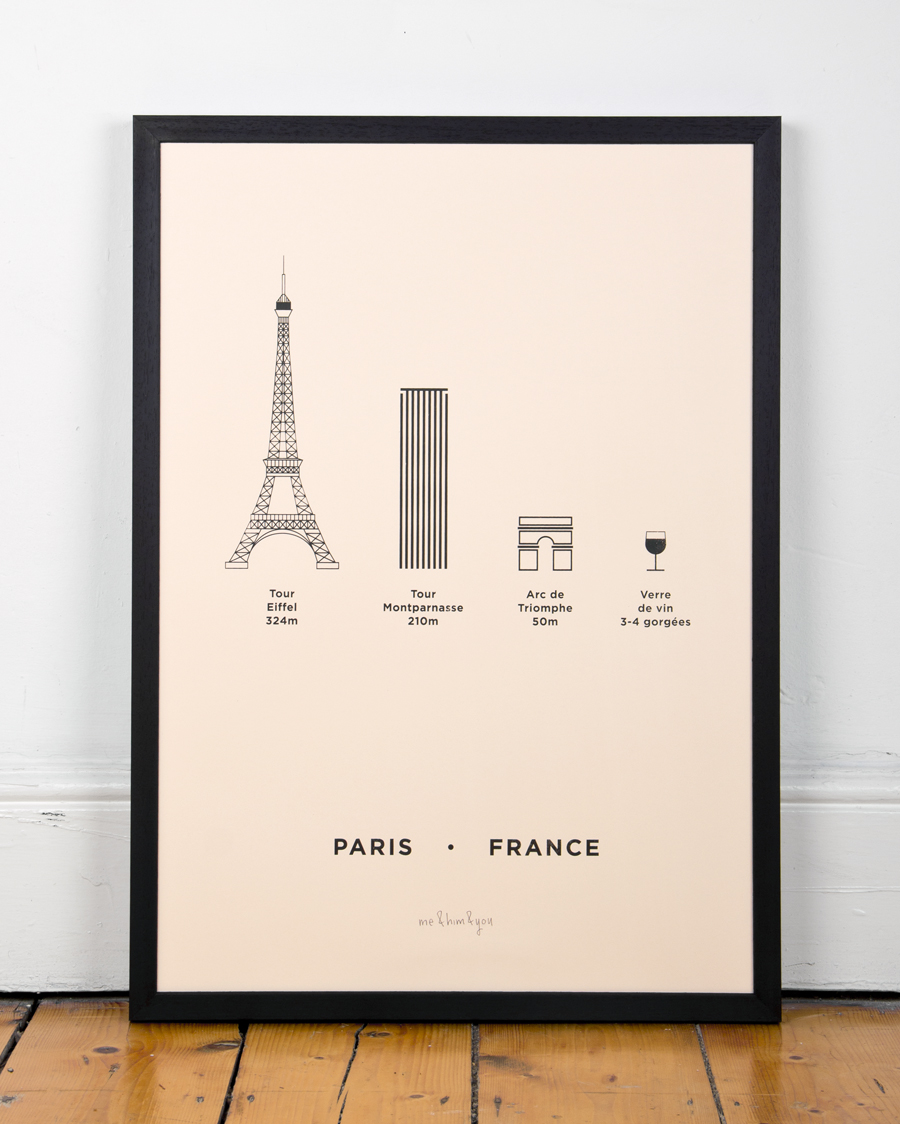 Tour
Eiffel
324m
Tour
Montparnasse
210m
Arc de
Triomphe
50m
Verre
de vin
3-4 gorgées
PARIS • FRANCE
me&him&you